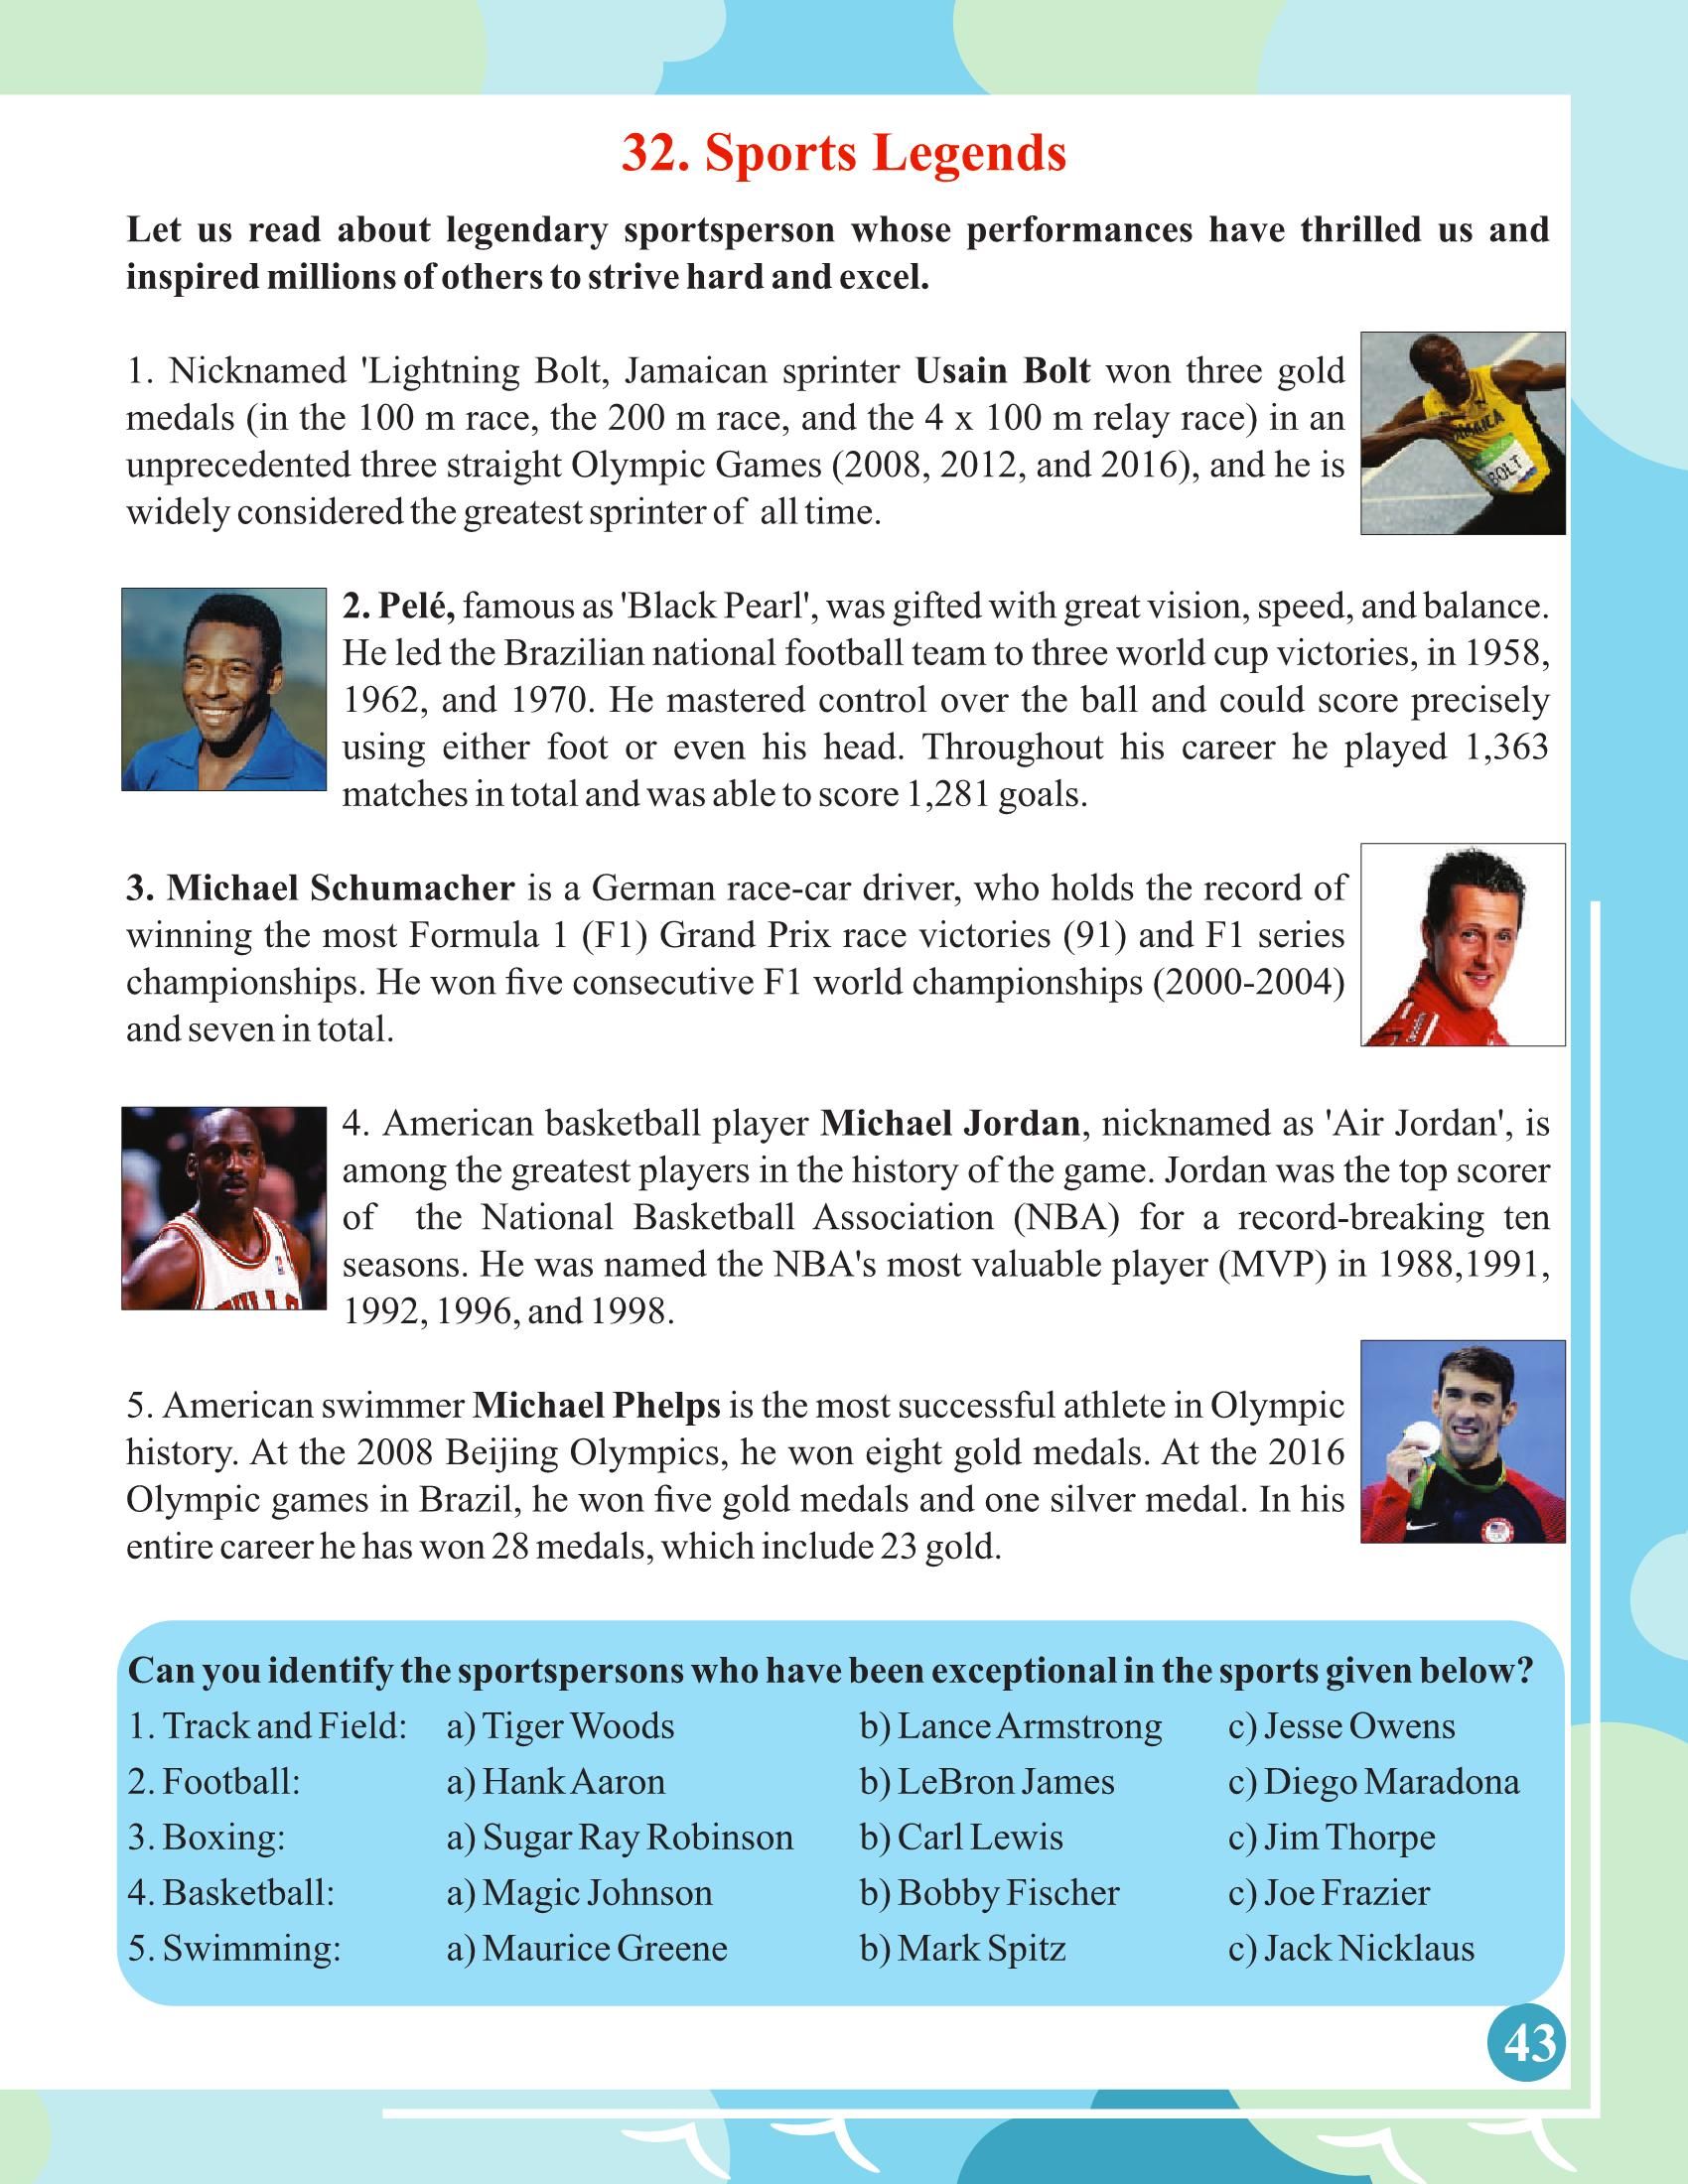 32. Sports Legends
Let us read about legendary sportsperson whose performances have thrilled us and
inspired millions of others to strive hard and excel.
1. Nicknamed 'Lightning Bolt, Jamaican sprinter Usain Bolt won three gold
medals (in the 100 m race, the 200 m race, and the 4 x 100 m relay race) in an
unprecedented three straight Olympic Games (2008, 2012, and 2016), and he is
widely considered the greatest sprinter of all time.
JAMAICA
BOLT
2. Pelé, famous as 'Black Pearl', was gifted with great vision, speed, and balance.
He led the Brazilian national football team to three world cup victories, in 1958,
1962, and 1970. He mastered control over the ball and could score precisely
using either foot or even his head. Throughout his career he played 1,363
matches in total and was able to score 1,281 goals.
3. Michael Schumacher is a German race-car driver, who holds the record of
winning the most Formula 1 (F1) Grand Prix race victories (91) and F1 series
championships. He won five consecutive F1 world championships (2000-2004)
and seven in total.
4. American basketball player Michael Jordan, nicknamed as 'Air Jordan', is
among the greatest players in the history of the game. Jordan was the top scorer
of the National Basketball Association (NBA) for a record-breaking ten
seasons. He was named the NBA's most valuable player (MVP) in 1988,1991,
1992, 1996, and 1998.
5. American swimmer Michael Phelps is the most successful athlete in Olympic
history. At the 2008 Beijing Olympics, he won eight gold medals. At the 2016
Olympic games in Brazil, he won five gold medals and one silver medal. In his
entire career he has won 28 medals, which include 23 gold.
Can you identify the sportspersons who have been exceptional in the sports given below?
1. Track and Field: a) Tiger Woods b) Lance Armstrong c) Jesse Owens
2. Football: a) Hank Aaron b) LeBron James c) Diego Maradona
3. Boxing: a) Sugar Ray Robinson b) Carl Lewis c) Jim Thorpe
4. Basketball: a) Magic Johnson b) Bobby Fischer c) Joe Frazier
5. Swimming: a) Maurice Greene b) Mark Spitz c) Jack Nicklaus
43